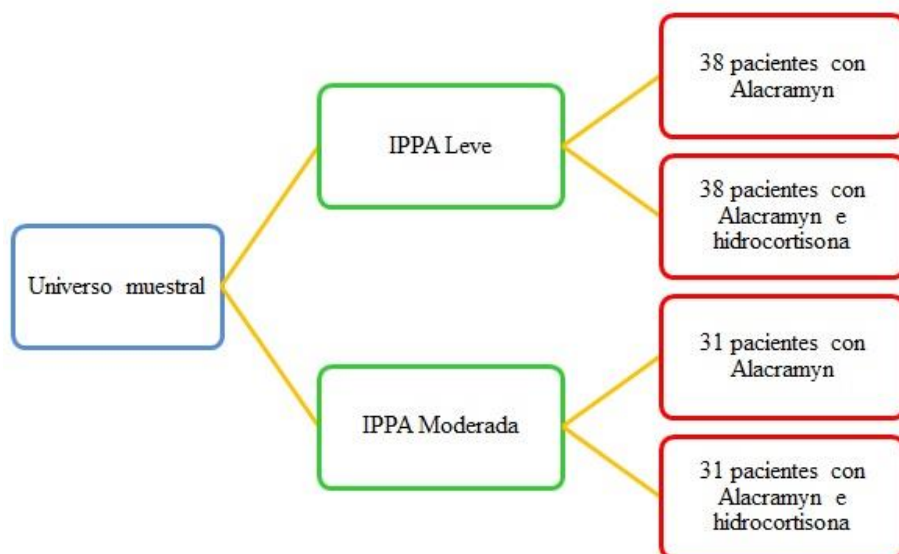 Universo muestral
IPPA Leve
38 pacientes con
Alacramyn
38 pacientes con
Alacramyn e
hidrocortisona
IPPA Moderada
31 pacientes con
Alacramyn
31 pacientes con
Alacramyn e
hidrocortisona